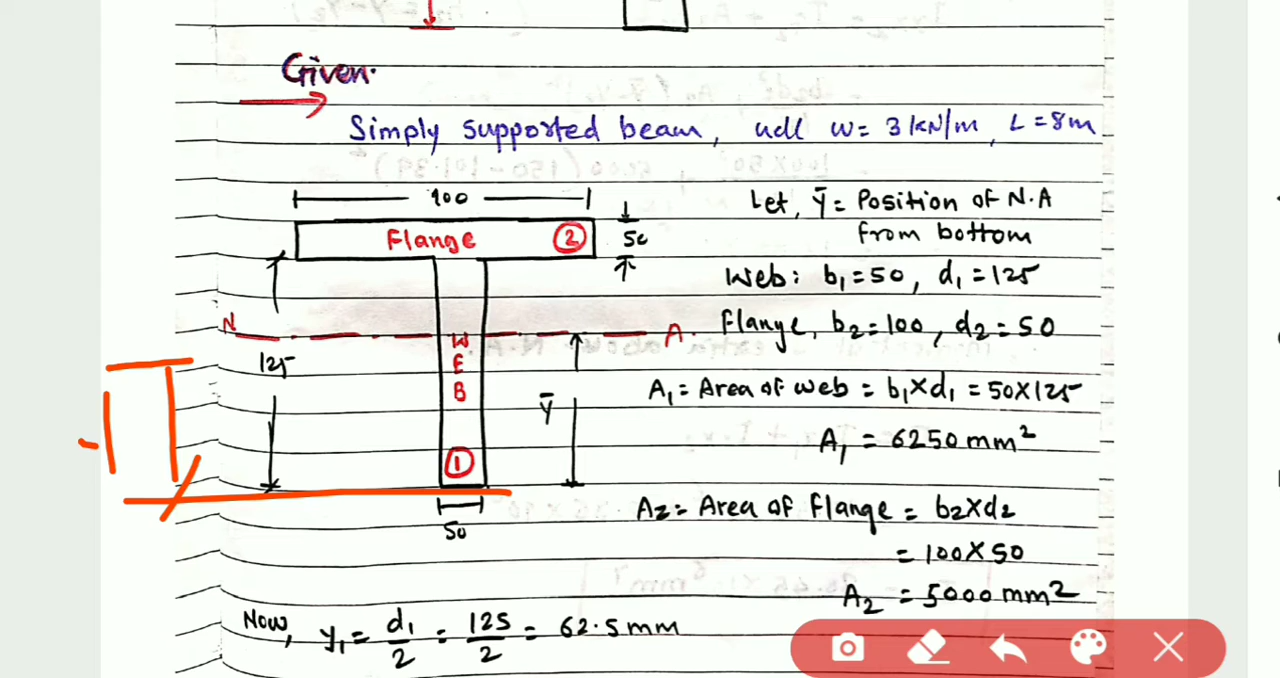 Given.
Simply supported beam, udl w = 3 kN/m, L = 8m
100
Let, ȳ = Position of N.A
from bottom
Flange ②
50
Web: b₁ = 50, d₁ = 125
N
A.
Flange, b₂ = 100, d₂ = 50
125
WEB
ȳ
A₁ = Area of web = b₁ x d₁ = 50 x 125
A₁ = 6250 mm²
①
A₂ = Area of Flange = b₂ x d₂
50
= 100 x 50
A₂ = 5000 mm²
Now, y₁ = d₁/2 = 125/2 = 62.5 mm